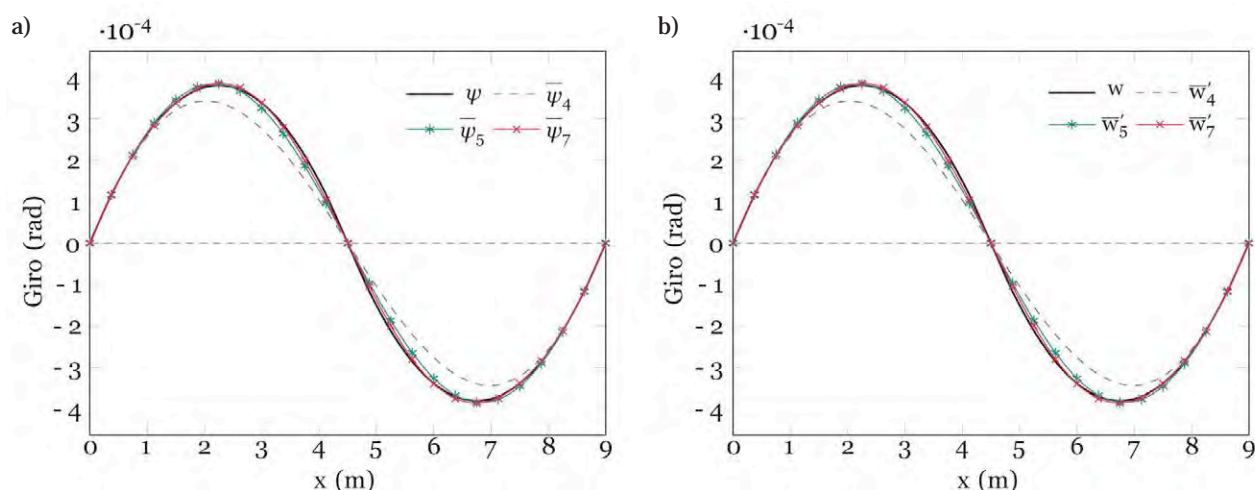 a)
·10⁻⁴
4
3
2
1
0
- 1
- 2
- 3
- 4
Giro (rad)
ψ
ψ̅₄
ψ̅₅
ψ̅₇
0 1 2 3 4 5 6 7 8 9
x (m)
b)
·10⁻⁴
4
3
2
1
0
- 1
- 2
- 3
- 4
Giro (rad)
w
w̅′₄
w̅′₅
w̅′₇
0 1 2 3 4 5 6 7 8 9
x (m)